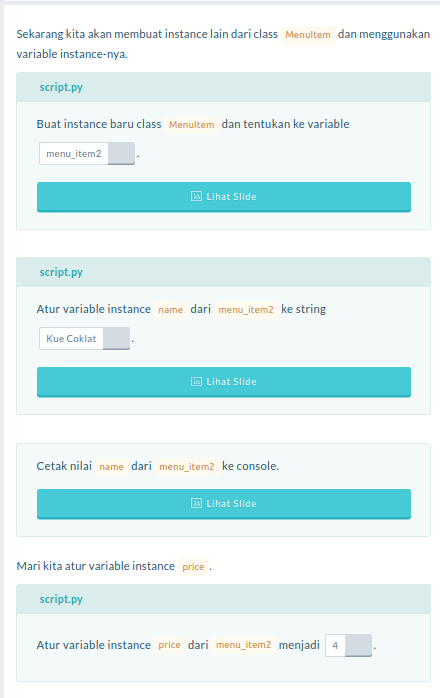 Sekarang kita akan membuat instance lain dari class MenuItem dan menggunakan
variable instance-nya.
script.py
Buat instance baru class MenuItem dan tentukan ke variable
menu_item2 .
Lihat Slide
script.py
Atur variable instance name dari menu_item2 ke string
Kue Coklat .
Lihat Slide
Cetak nilai name dari menu_item2 ke console.
Lihat Slide
Mari kita atur variable instance price .
script.py
Atur variable instance price dari menu_item2 menjadi 4 .